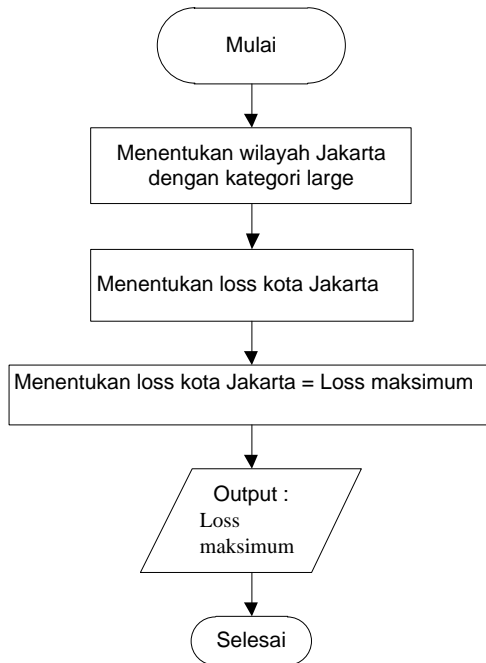 Mulai
Menentukan wilayah Jakarta
dengan kategori large
Menentukan loss kota Jakarta
Menentukan loss kota Jakarta = Loss maksimum
Output :
Loss
maksimum
Selesai